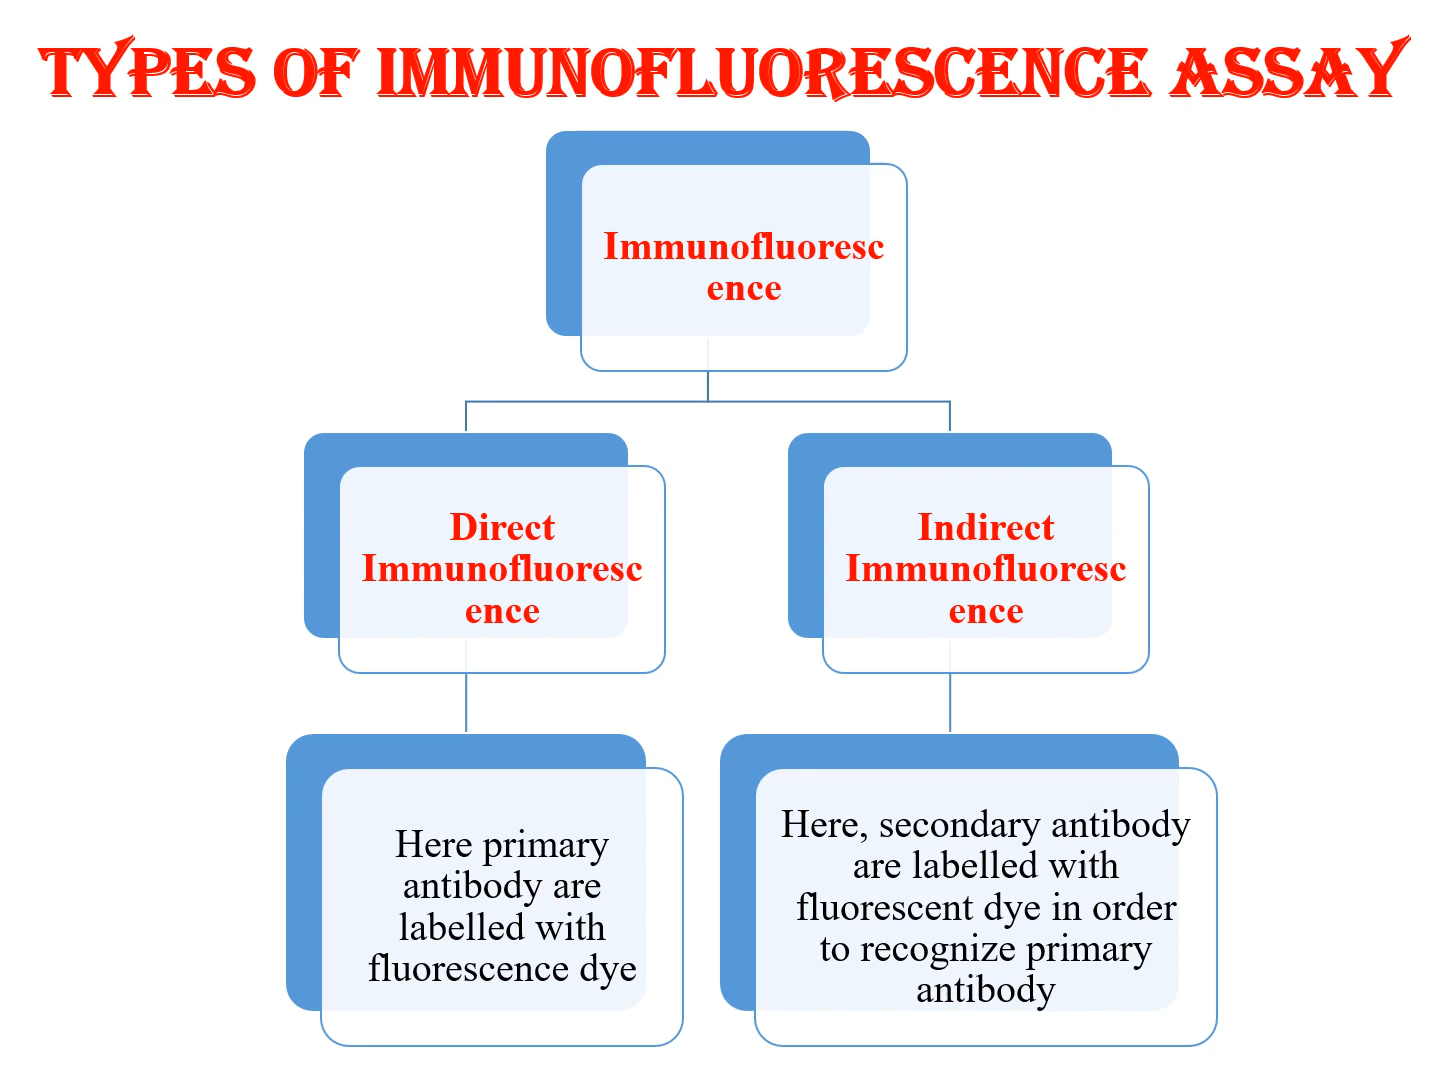 TYPES OF IMMUNOFLUORESCENCE ASSAY
Immunofluoresc
ence
Direct
Immunofluoresc
ence
Indirect
Immunofluoresc
ence
Here primary
antibody are
labelled with
fluorescence dye
Here, secondary antibody
are labelled with
fluorescent dye in order
to recognize primary
antibody